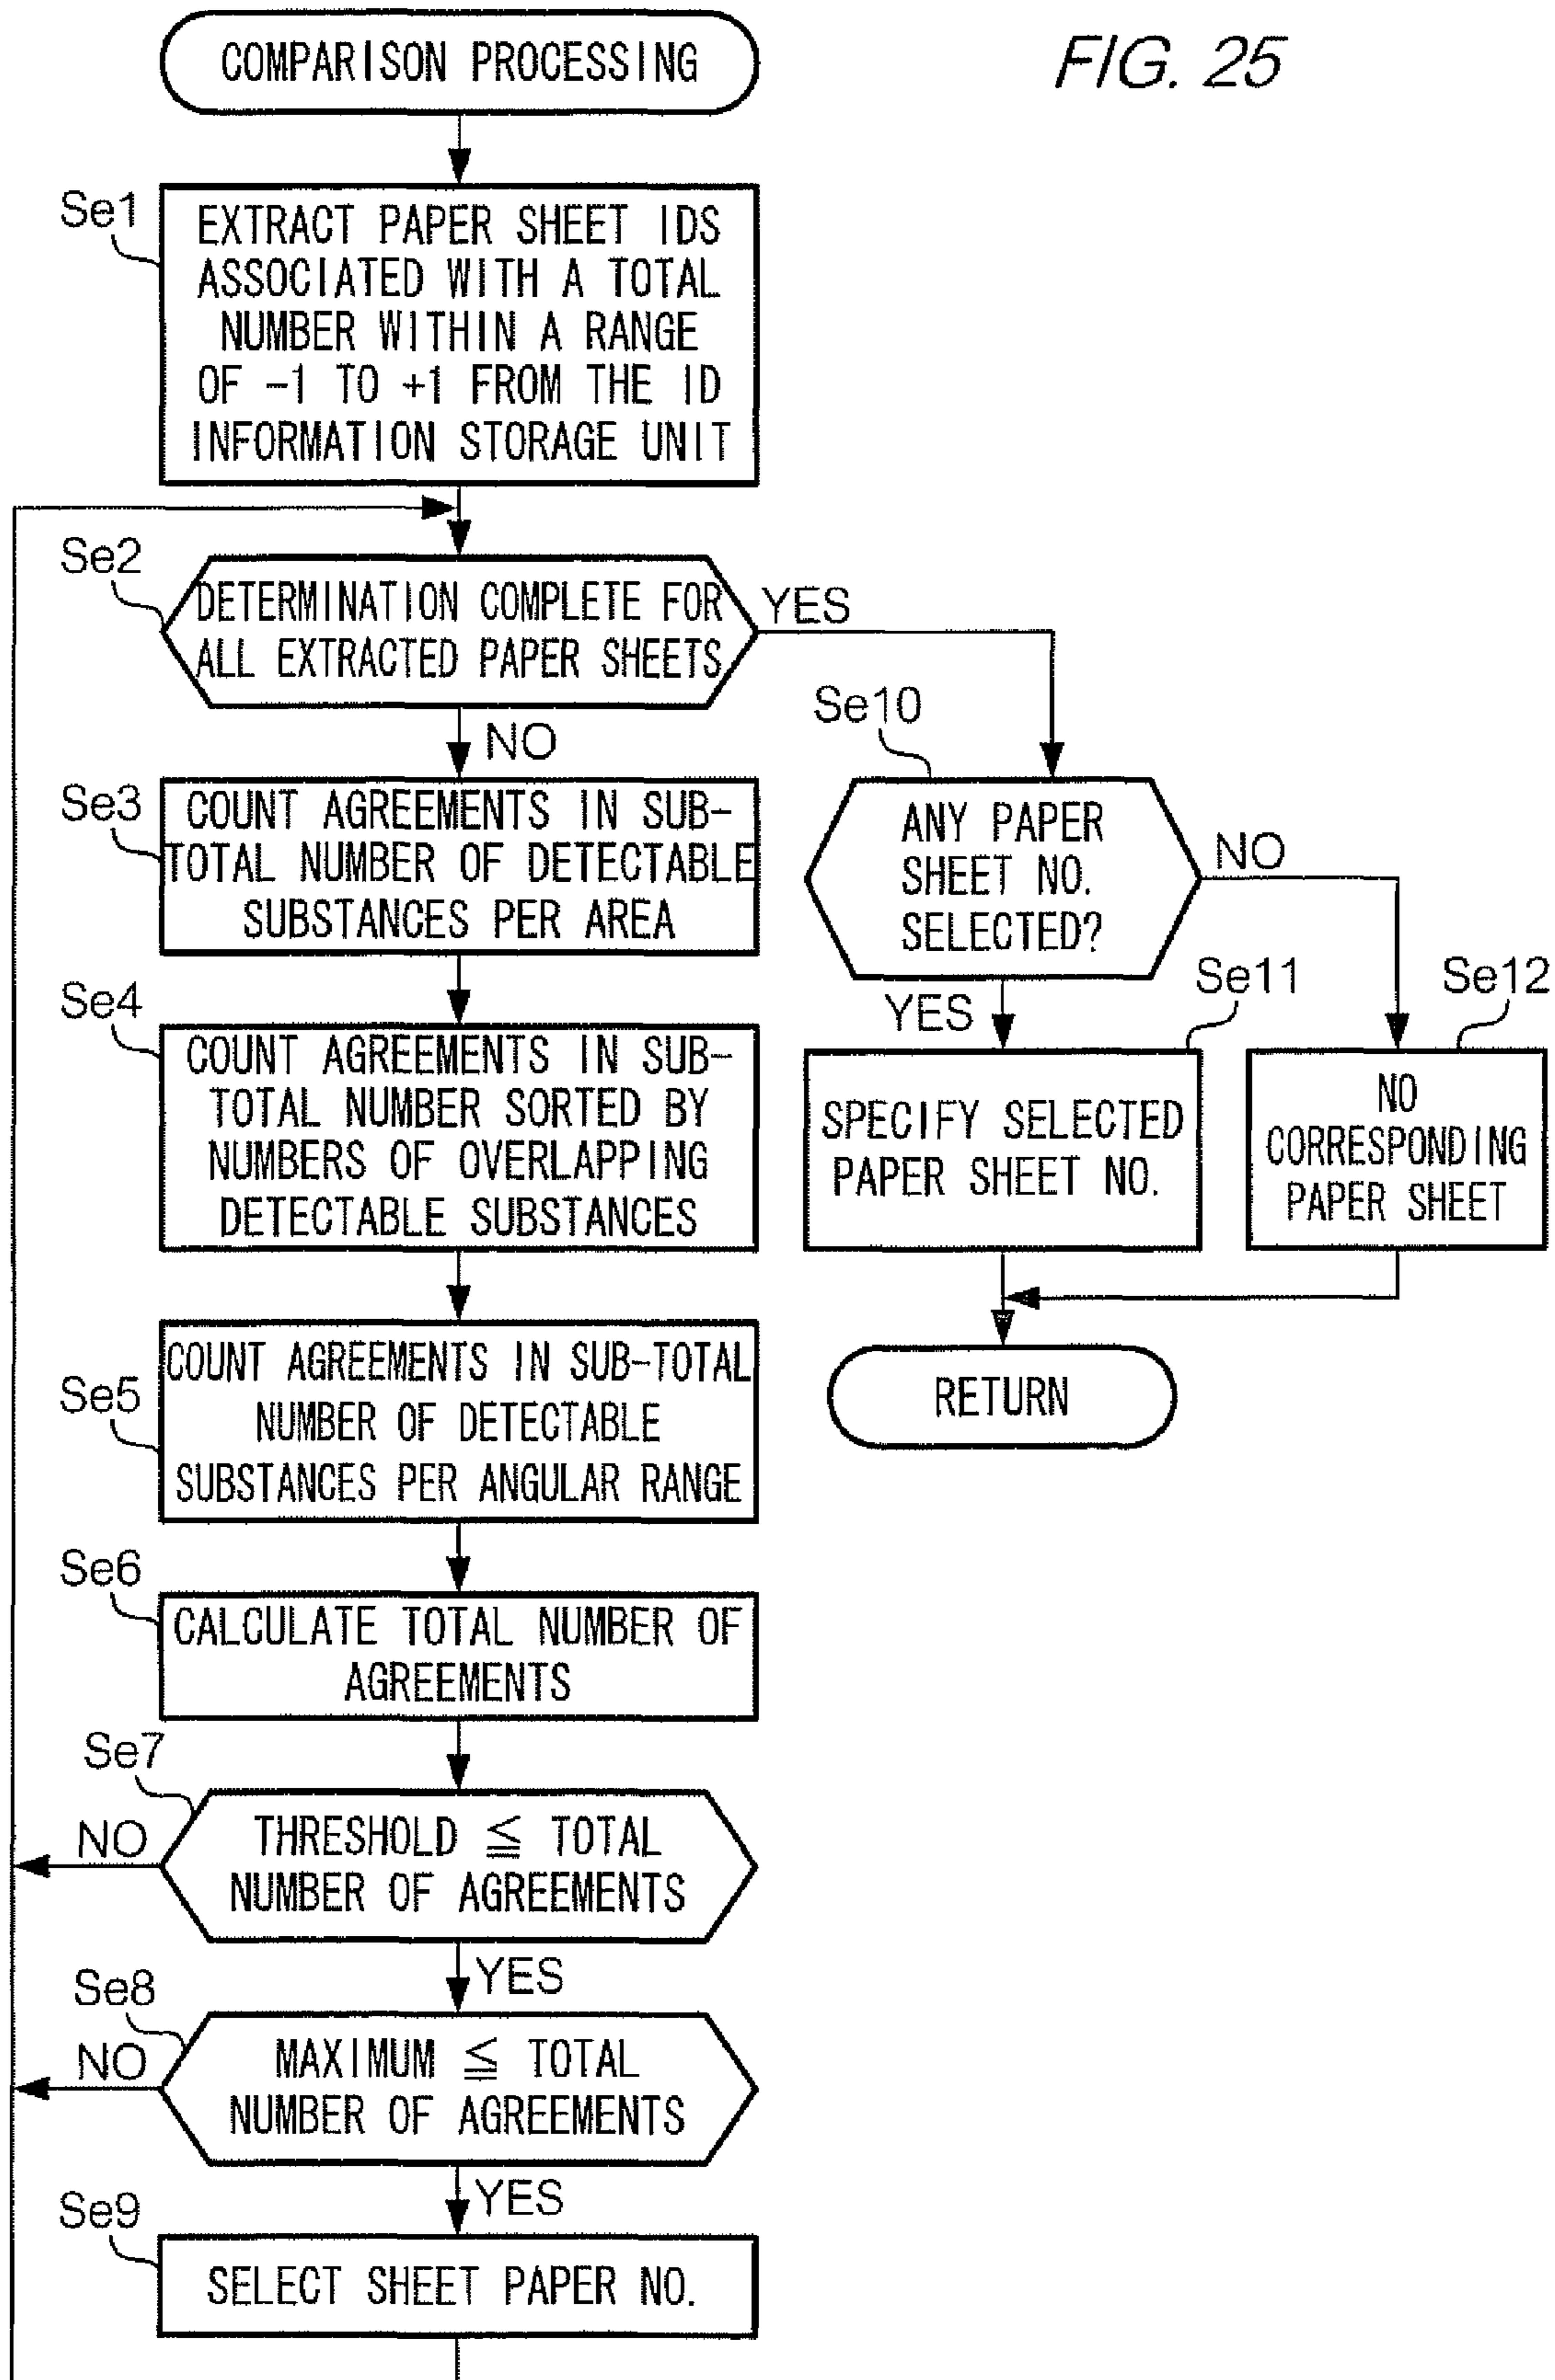 COMPARISON PROCESSING
FIG. 25
Se1
EXTRACT PAPER SHEET IDS
ASSOCIATED WITH A TOTAL
NUMBER WITHIN A RANGE
OF -1 TO +1 FROM THE ID
INFORMATION STORAGE UNIT
Se2
DETERMINATION COMPLETE FOR
ALL EXTRACTED PAPER SHEETS
YES
NO
Se3
COUNT AGREEMENTS IN SUB-
TOTAL NUMBER OF DETECTABLE
SUBSTANCES PER AREA
Se4
COUNT AGREEMENTS IN SUB-
TOTAL NUMBER SORTED BY
NUMBERS OF OVERLAPPING
DETECTABLE SUBSTANCES
Se5
COUNT AGREEMENTS IN SUB-TOTAL
NUMBER OF DETECTABLE
SUBSTANCES PER ANGULAR RANGE
Se6
CALCULATE TOTAL NUMBER OF
AGREEMENTS
Se7
THRESHOLD ≦ TOTAL
NUMBER OF AGREEMENTS
NO
YES
Se8
MAXIMUM ≦ TOTAL
NUMBER OF AGREEMENTS
NO
YES
Se9
SELECT SHEET PAPER NO.
Se10
ANY PAPER
SHEET NO.
SELECTED?
NO
YES
Se11
SPECIFY SELECTED
PAPER SHEET NO.
Se12
NO
CORRESPONDING
PAPER SHEET
RETURN